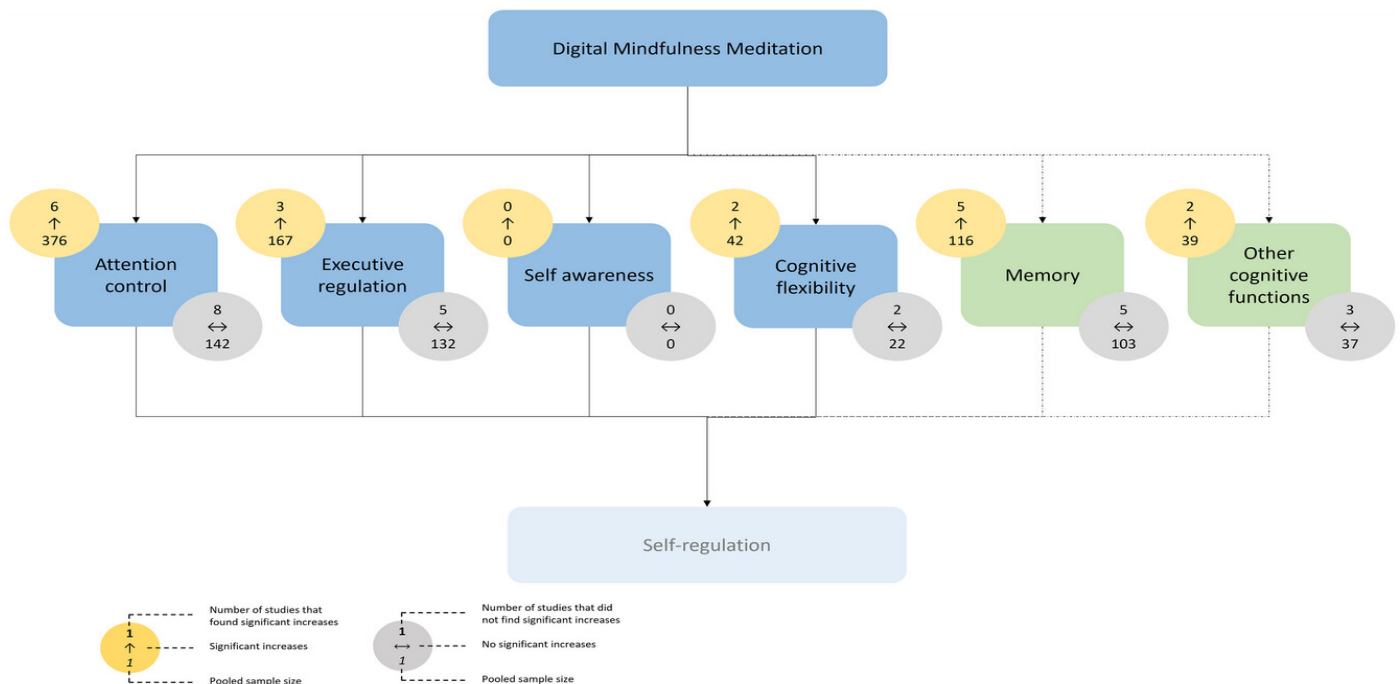 Digital Mindfulness Meditation
6
↑
376
Attention
control
8
↔
142
3
↑
167
Executive
regulation
5
↔
132
0
↑
0
Self awareness
0
↔
0
2
↑
42
Cognitive
flexibility
2
↔
22
5
↑
116
Memory
5
↔
103
2
↑
39
Other
cognitive
functions
3
↔
37
Self-regulation
1
↑
1
Number of studies that
found significant increases
Significant increases
Pooled sample size
1
↔
1
Number of studies that did
not find significant increases
No significant increases
Pooled sample size